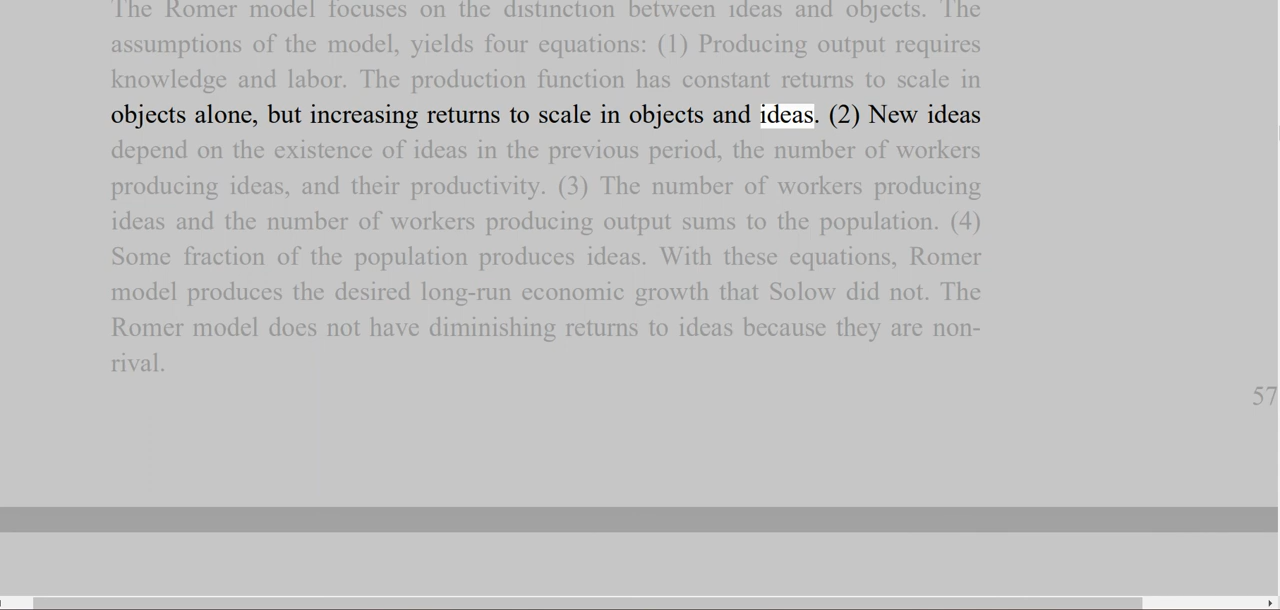 The Romer model focuses on the distinction between ideas and objects. The
assumptions of the model, yields four equations: (1) Producing output requires
knowledge and labor. The production function has constant returns to scale in
objects alone, but increasing returns to scale in objects and ideas. (2) New ideas
depend on the existence of ideas in the previous period, the number of workers
producing ideas, and their productivity. (3) The number of workers producing
ideas and the number of workers producing output sums to the population. (4)
Some fraction of the population produces ideas. With these equations, Romer
model produces the desired long-run economic growth that Solow did not. The
Romer model does not have diminishing returns to ideas because they are non-
rival.
57